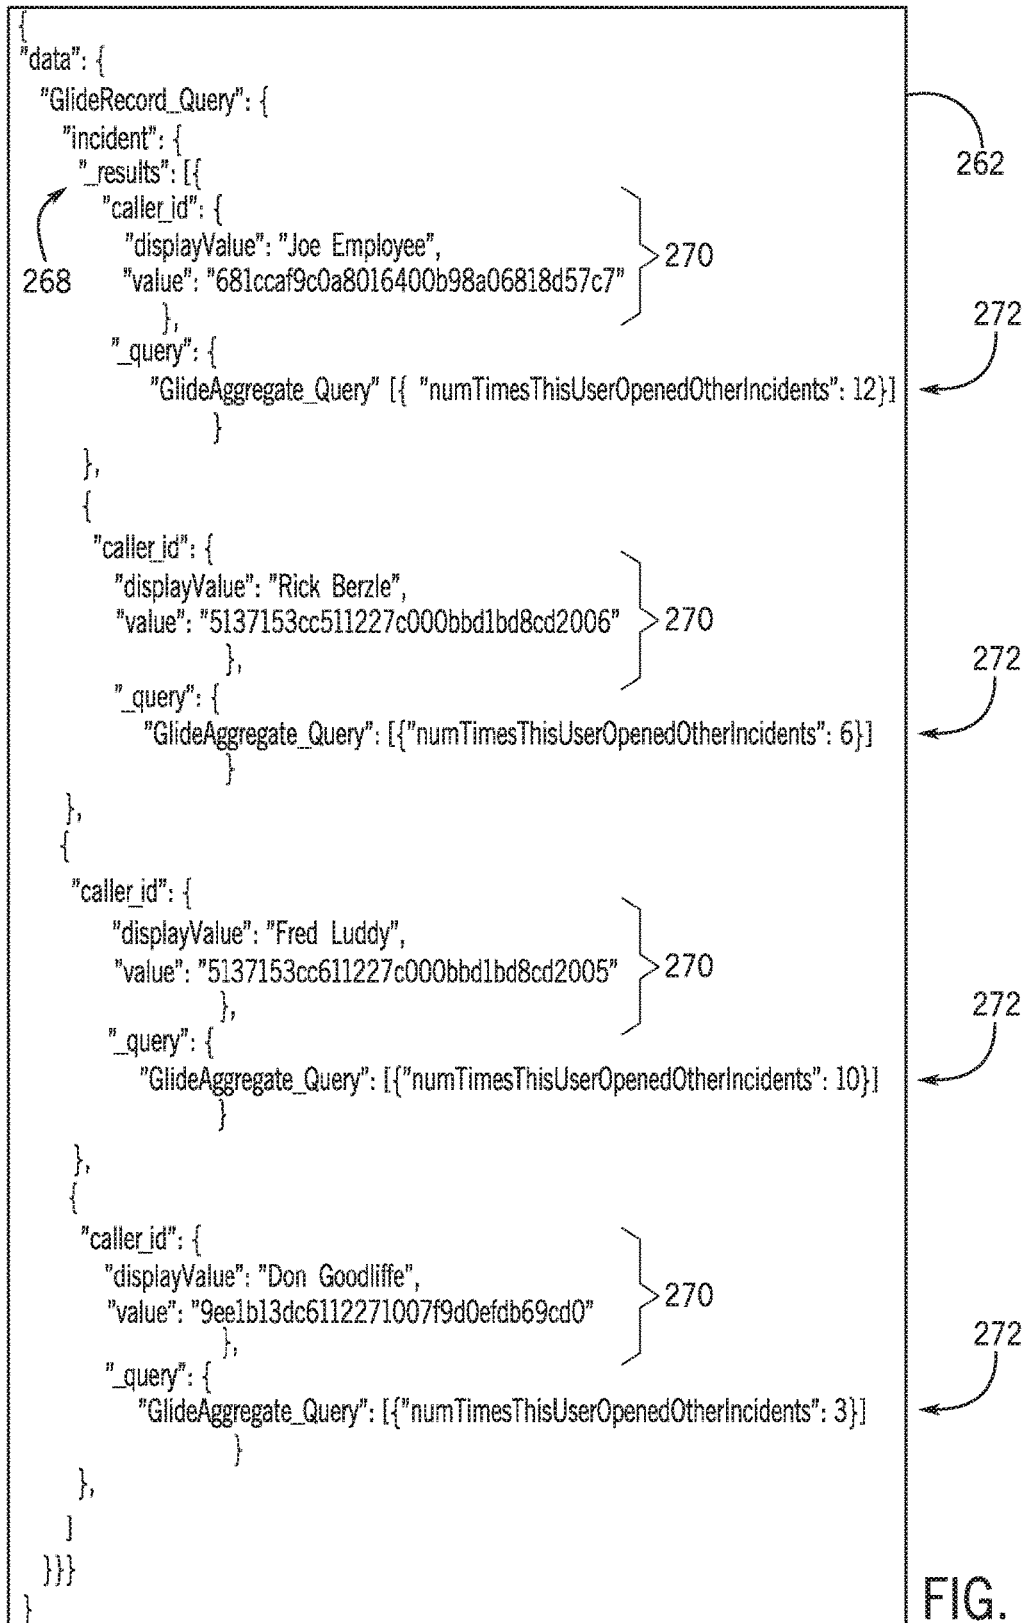 {
"data": {
"GlideRecord_Query": {
"incident": {
"_results": [{
"caller_id": {
"displayValue": "Joe Employee",
"value": "681ccaf9c0a8016400b98a06818d57c7"
},
"_query": {
"GlideAggregate_Query" [{ "numTimesThisUserOpenedOtherIncidents": 12}]
}
},
{
"caller_id": {
"displayValue": "Rick Berzle",
"value": "5137153cc511227c000bbd1bd8cd2006"
},
"_query": {
"GlideAggregate_Query": [{"numTimesThisUserOpenedOtherIncidents": 6}]
}
},
{
"caller_id": {
"displayValue": "Fred Luddy",
"value": "5137153cc611227c000bbd1bd8cd2005"
},
"_query": {
"GlideAggregate_Query": [{"numTimesThisUserOpenedOtherIncidents": 10}]
}
},
{
"caller_id": {
"displayValue": "Don Goodliffe",
"value": "9ee1b13dc6112271007f9d0efdb69cd0"
},
"_query": {
"GlideAggregate_Query": [{"numTimesThisUserOpenedOtherIncidents": 3}]
}
},
]
}}}
}
262
268
270
272
270
272
270
272
270
272
FIG.